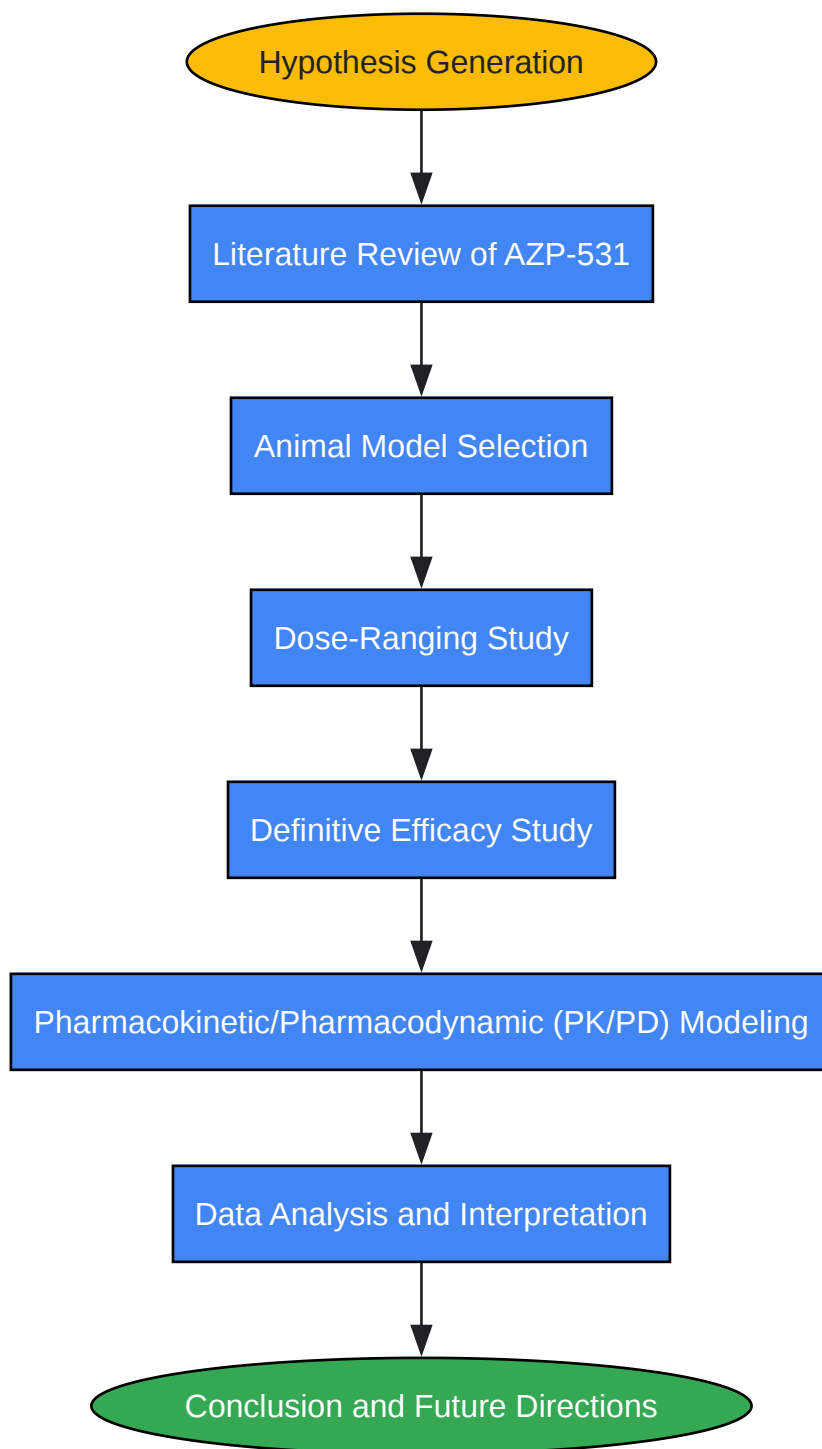 Hypothesis Generation
Literature Review of AZP-531
Animal Model Selection
Dose-Ranging Study
Definitive Efficacy Study
Pharmacokinetic/Pharmacodynamic (PK/PD) Modeling
Data Analysis and Interpretation
Conclusion and Future Directions